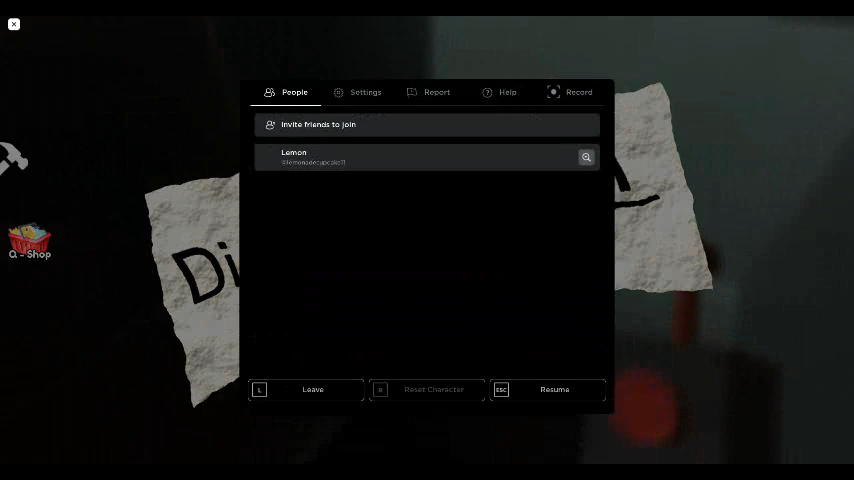 People Settings Report Help Record
Invite friends to join
Lemon
@lemonadecupcake11
Q - Shop
Di
L Leave R Reset Character ESC Resume